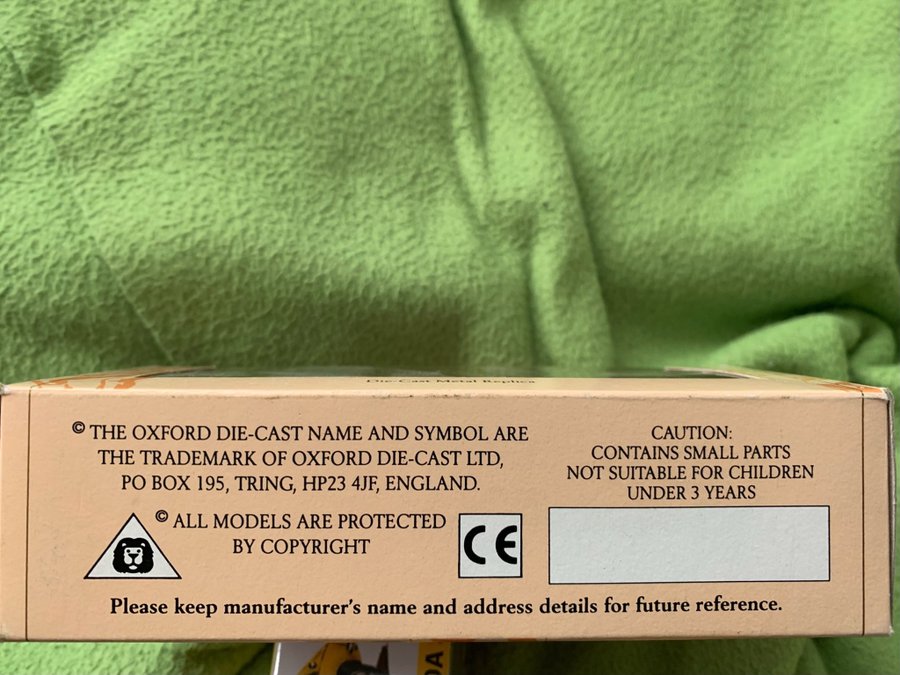 Die-Cast Metal Replica
© THE OXFORD DIE-CAST NAME AND SYMBOL ARE
THE TRADEMARK OF OXFORD DIE-CAST LTD,
PO BOX 195, TRING, HP23 4JF, ENGLAND.
© ALL MODELS ARE PROTECTED
BY COPYRIGHT
CE
CAUTION:
CONTAINS SMALL PARTS
NOT SUITABLE FOR CHILDREN
UNDER 3 YEARS
Please keep manufacturer's name and address details for future reference.